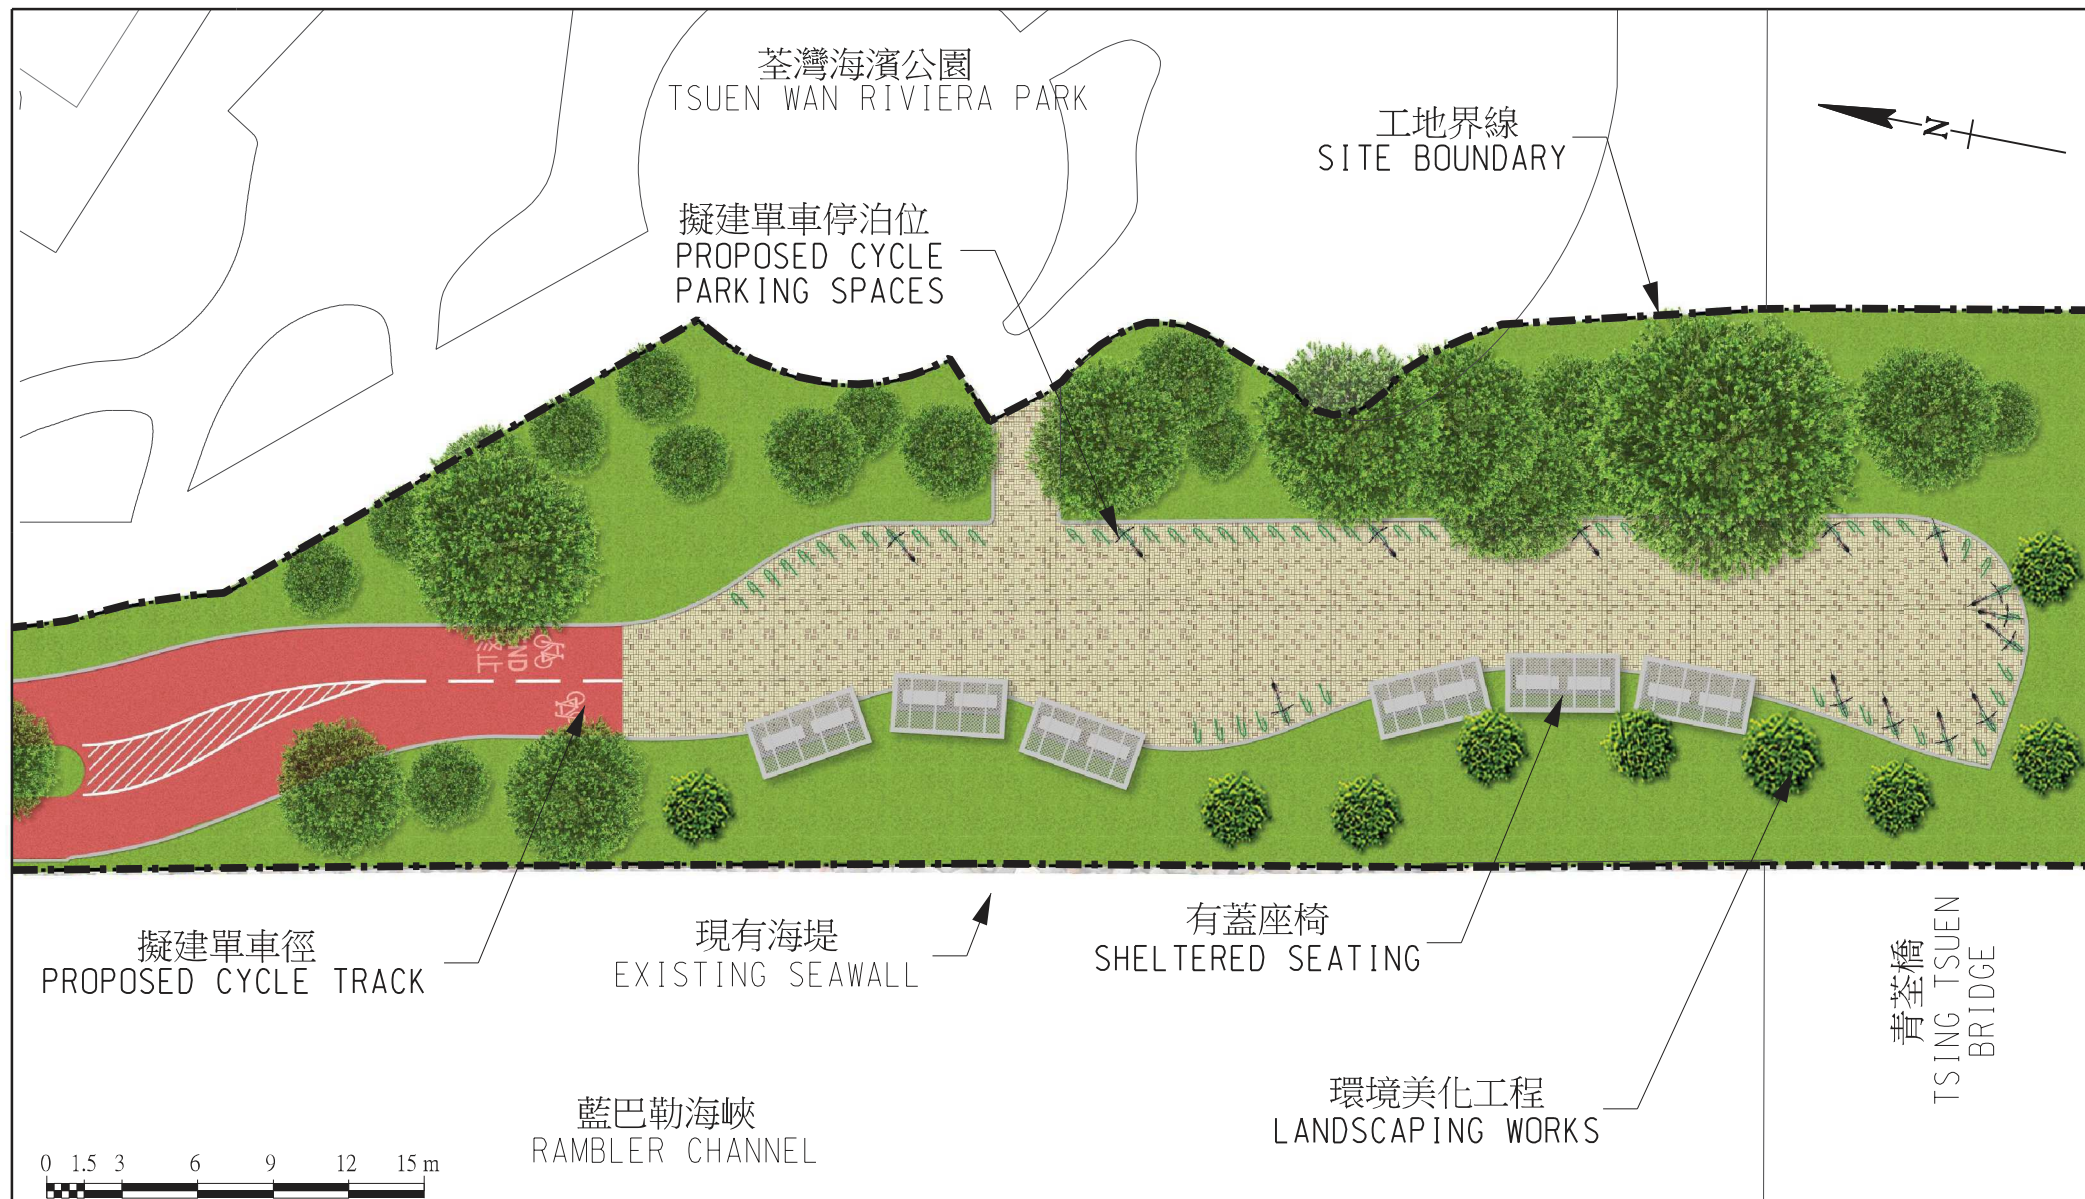 荃灣海濱公園
TSUEN WAN RIVIERA PARK
工地界線
SITE BOUNDARY
N
擬建單車停泊位
PROPOSED CYCLE
PARKING SPACES
終止
END
擬建單車徑
PROPOSED CYCLE TRACK
現有海堤
EXISTING SEAWALL
有蓋座椅
SHELTERED SEATING
環境美化工程
LANDSCAPING WORKS
青荃橋
TSING TSUEN
BRIDGE
藍巴勒海峽
RAMBLER CHANNEL
0 1.5 3 6 9 12 15 m